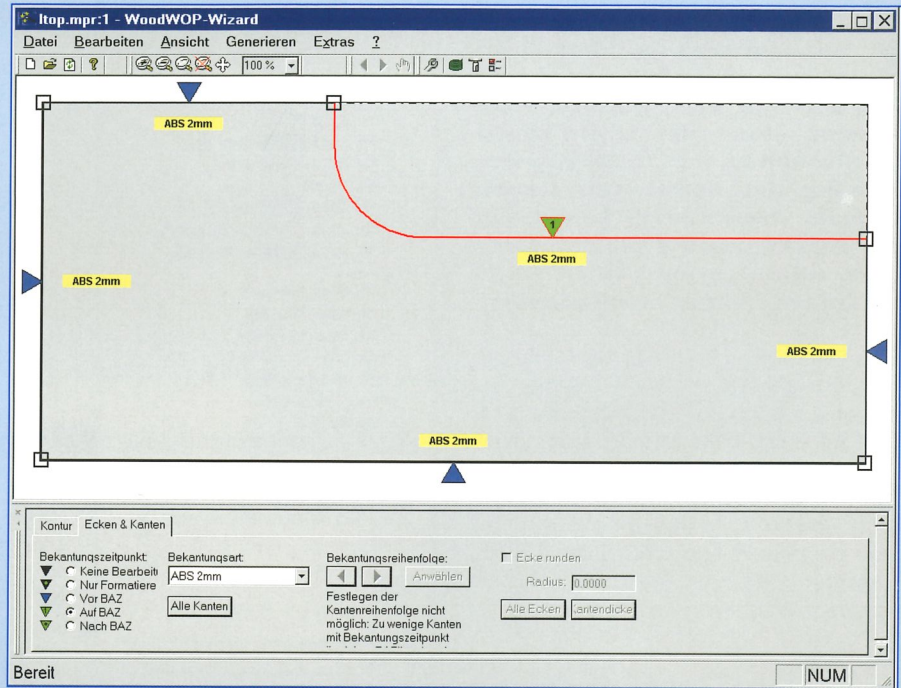 ltop.mpr:1 - WoodWOP-Wizard
Datei Bearbeiten Ansicht Generieren Extras ?
100 %
ABS 2mm
1
ABS 2mm
ABS 2mm
ABS 2mm
ABS 2mm
Kontur Ecken & Kanten
Bekantungszeitpunkt:
Keine Bearbeit
Nur Formatiere
Vor BAZ
Auf BAZ
Nach BAZ
Bekantungsart:
ABS 2mm
Alle Kanten
Bekantungsreihenfolge:
Anwählen
Festlegen der
Kantenreihenfolge nicht
möglich: Zu wenige Kanten
mit Bekantungszeitpunkt
Ecke runden
Radius: 0.0000
Alle Ecken Kantendicke
Bereit NUM